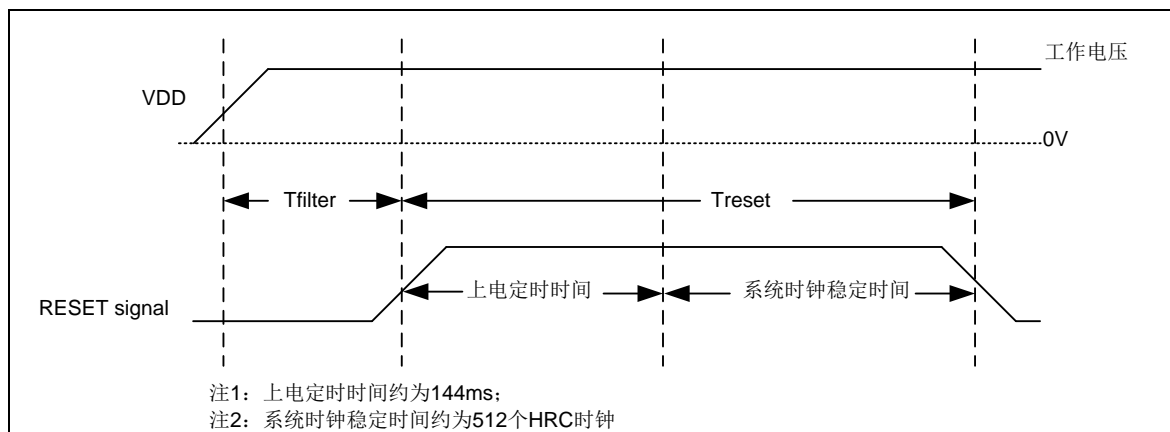 工作电压
VDD
0V
Tfilter
Treset
上电定时时间
系统时钟稳定时间
RESET signal
注1：上电定时时间约为144ms；
注2：系统时钟稳定时间约为512个HRC时钟